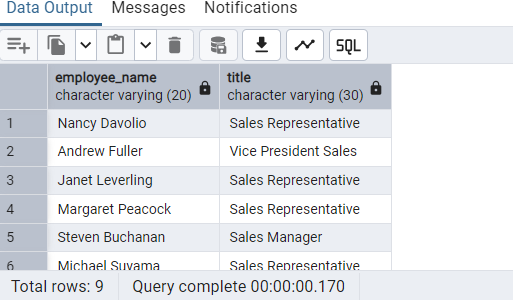 Data Output Messages Notifications
SQL
employee_name title
character varying (20) character varying (30)
1 Nancy Davolio Sales Representative
2 Andrew Fuller Vice President Sales
3 Janet Leverling Sales Representative
4 Margaret Peacock Sales Representative
5 Steven Buchanan Sales Manager
6 Michael Suyama Sales Representative
Total rows: 9 Query complete 00:00:00.170